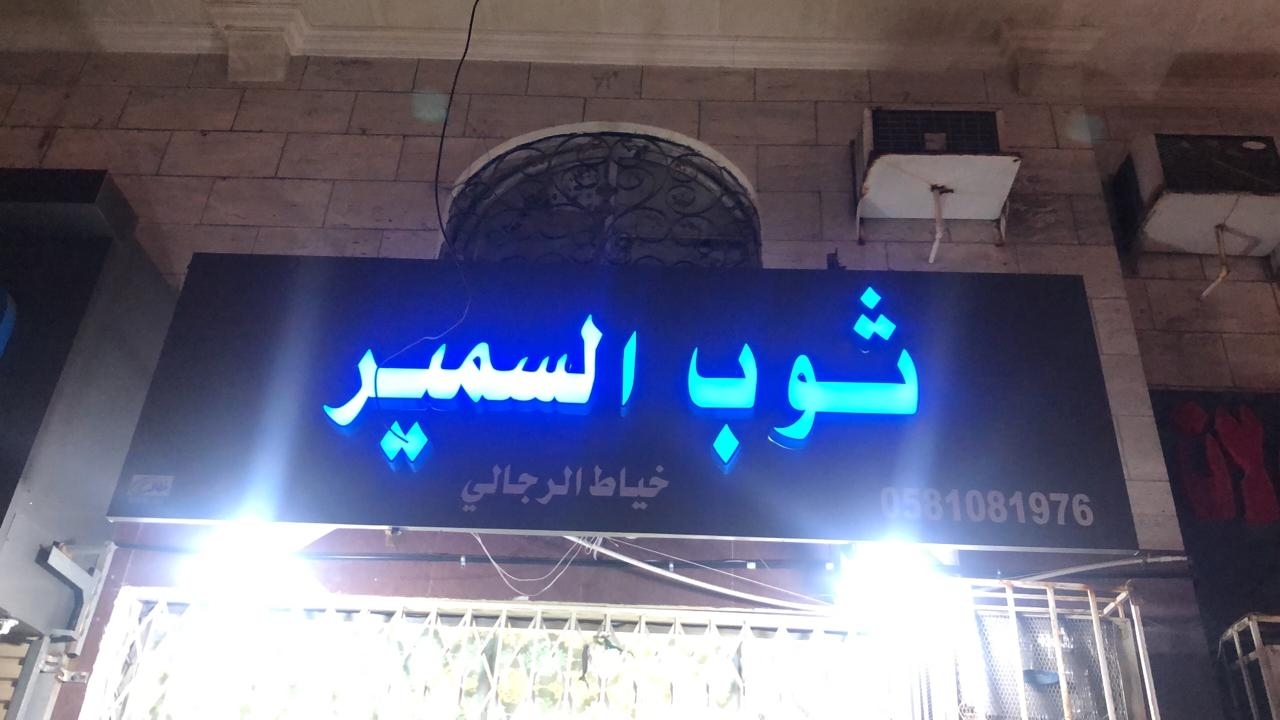 ثوب السمير
خياط الرجالي
0581081976